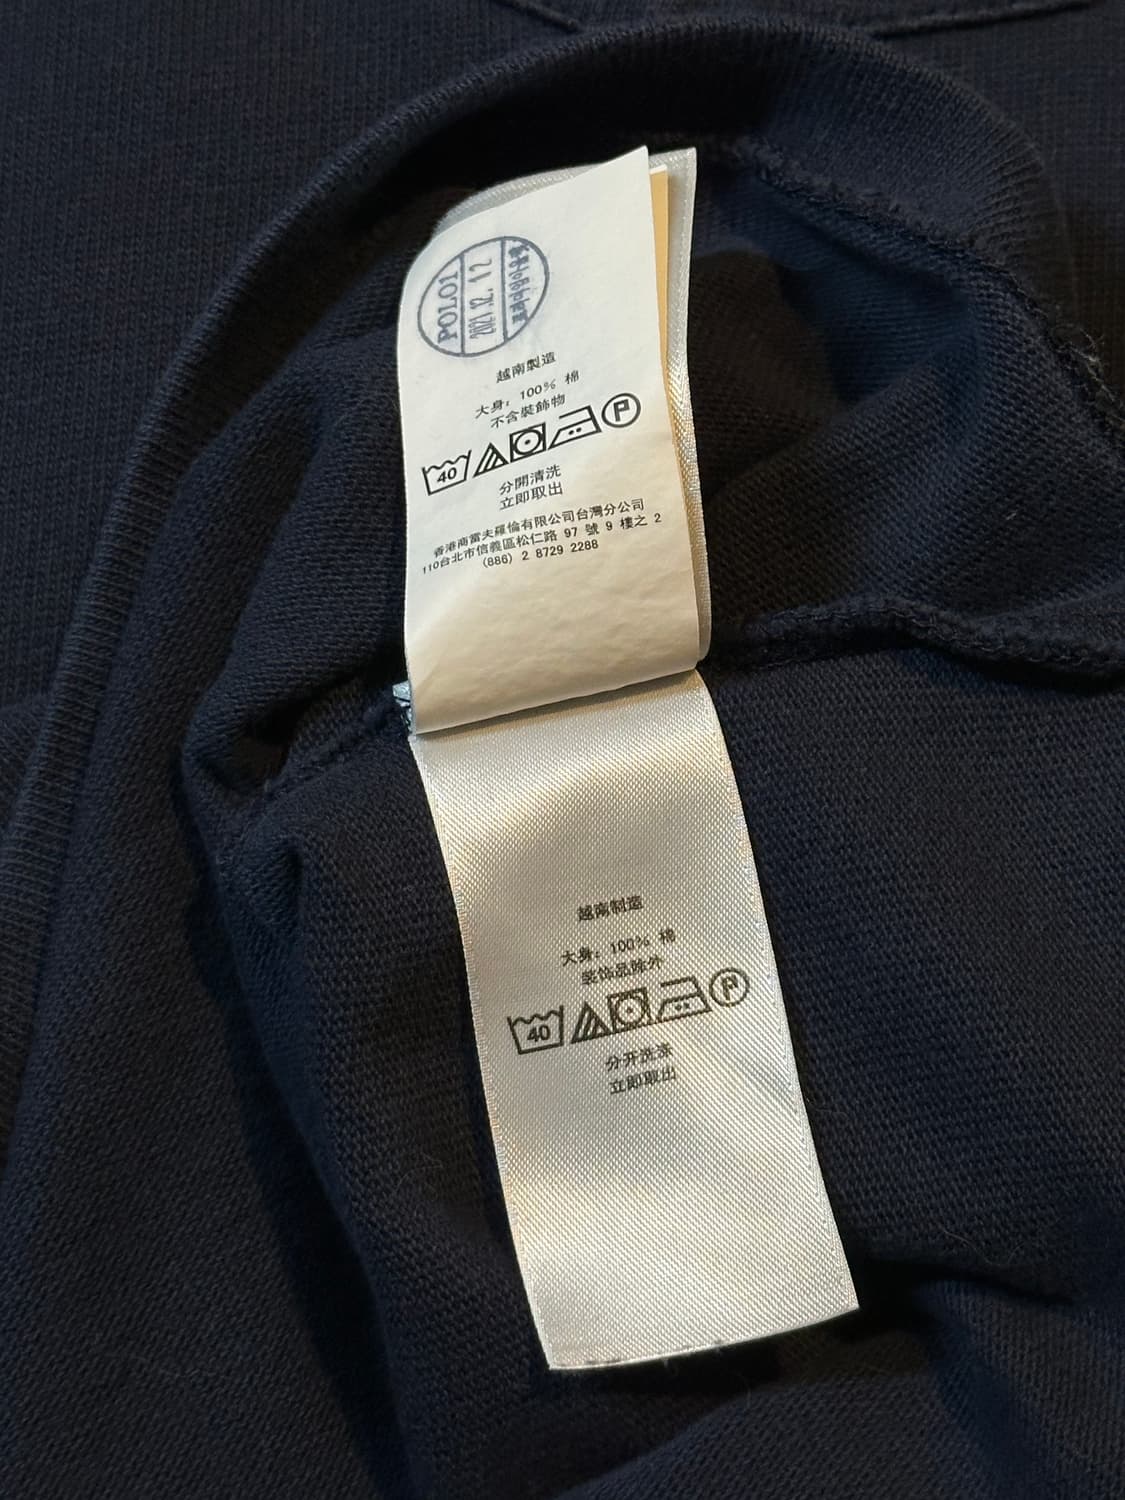 POLO1
2021.12.12
越南製造
大身: 100% 棉
不含裝飾物
40
P
分開清洗
立即取出
香港商富夫羅倫有限公司台灣分公司
110台北市信義區松仁路 97 號 9 樓之 2
(886) 2 8729 2288
越南制造
大身: 100% 棉
装饰品除外
40
P
分开洗涤
立即取出